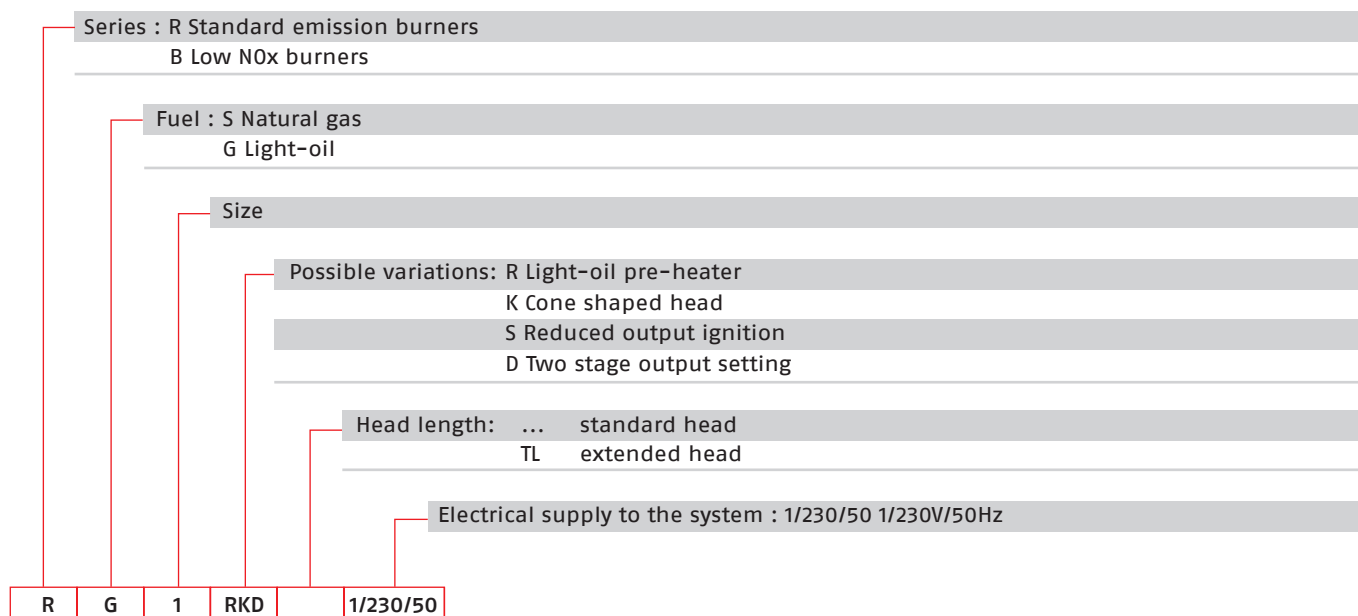 Series : R Standard emission burners
B Low N0x burners
Fuel : S Natural gas
G Light-oil
Size
Possible variations: R Light-oil pre-heater
K Cone shaped head
S Reduced output ignition
D Two stage output setting
Head length: ... standard head
TL extended head
Electrical supply to the system : 1/230/50 1/230V/50Hz
R G 1 RKD 1/230/50